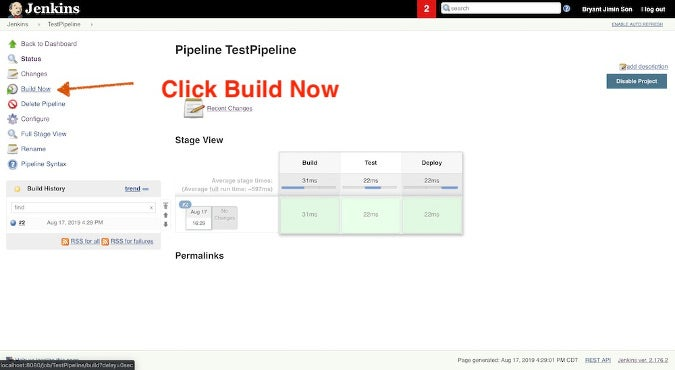 Jenkins
2
search
Bryant Jimin Son
log out
Jenkins
TestPipeline
ENABLE AUTO REFRESH
Back to Dashboard
Status
Changes
Build Now
Delete Pipeline
Configure
Full Stage View
Rename
Pipeline Syntax
Build History
trend
find
x
#2
Aug 17, 2019 4:29 PM
RSS for all
RSS for failures
Pipeline TestPipeline
add description
Disable Project
Click Build Now
Recent Changes
Stage View
Build
Test
Deploy
Average stage times:
(Average full run time: ~597ms)
31ms
22ms
22ms
#2
Aug 17
16:29
No
Changes
31ms
22ms
22ms
Permalinks
localhost:8080/job/TestPipeline/build?delay=0sec
Page generated: Aug 17, 2019 4:29:01 PM CDT
REST API
Jenkins ver. 2.176.2